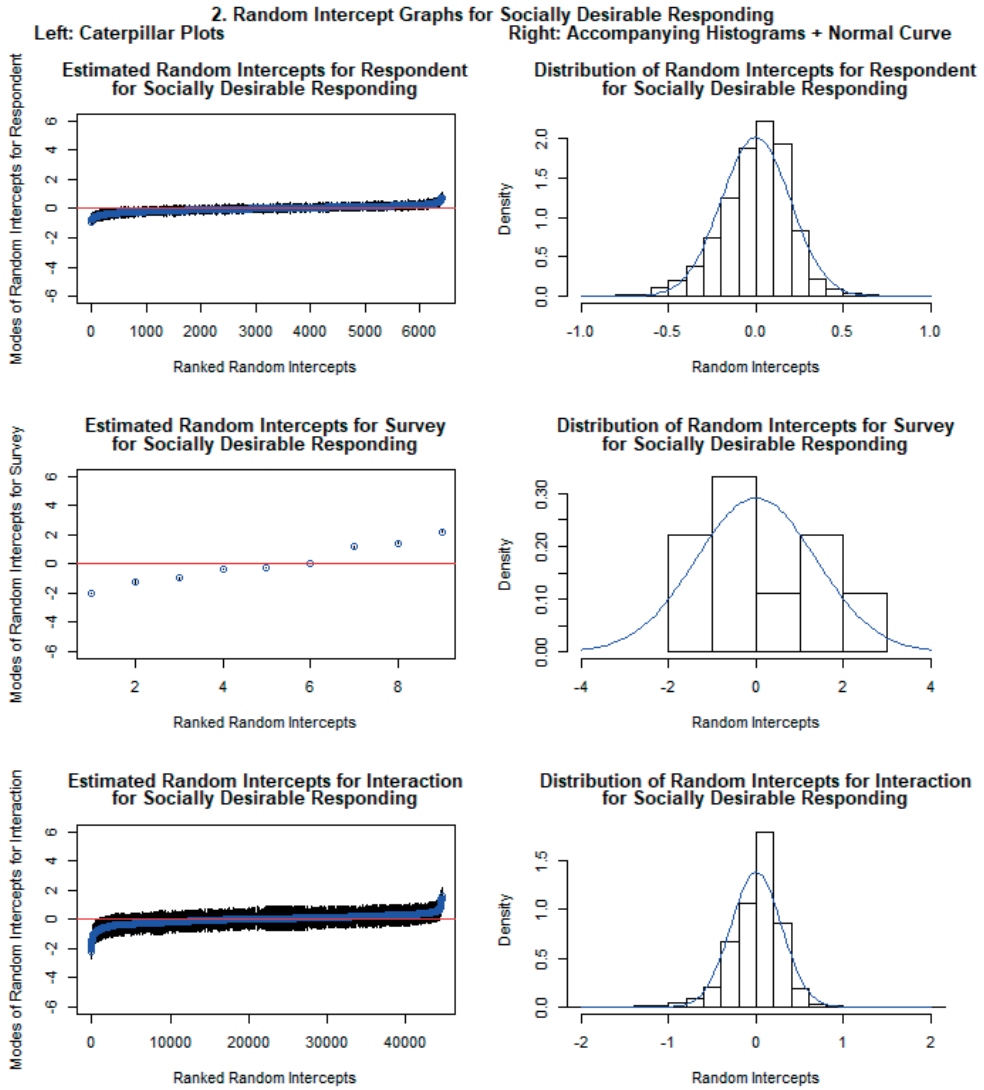 2. Random Intercept Graphs for Socially Desirable Responding
Left: Caterpillar Plots
Right: Accompanying Histograms + Normal Curve
Estimated Random Intercepts for Respondent
for Socially Desirable Responding
Modes of Random Intercepts for Respondent
6
4
2
0
-2
-4
-6
0 1000 2000 3000 4000 5000 6000
Ranked Random Intercepts
Distribution of Random Intercepts for Respondent
for Socially Desirable Responding
Density
2.0
1.5
1.0
0.5
0.0
-1.0 -0.5 0.0 0.5 1.0
Random Intercepts
Estimated Random Intercepts for Survey
for Socially Desirable Responding
Modes of Random Intercepts for Survey
6
4
2
0
-2
-4
-6
2 4 6 8
Ranked Random Intercepts
Distribution of Random Intercepts for Survey
for Socially Desirable Responding
Density
0.30
0.20
0.10
0.00
-4 -2 0 2 4
Random Intercepts
Estimated Random Intercepts for Interaction
for Socially Desirable Responding
Modes of Random Intercepts for Interaction
6
4
2
0
-2
-4
-6
0 10000 20000 30000 40000
Ranked Random Intercepts
Distribution of Random Intercepts for Interaction
for Socially Desirable Responding
Density
1.5
1.0
0.5
0.0
-2 -1 0 1 2
Random Intercepts